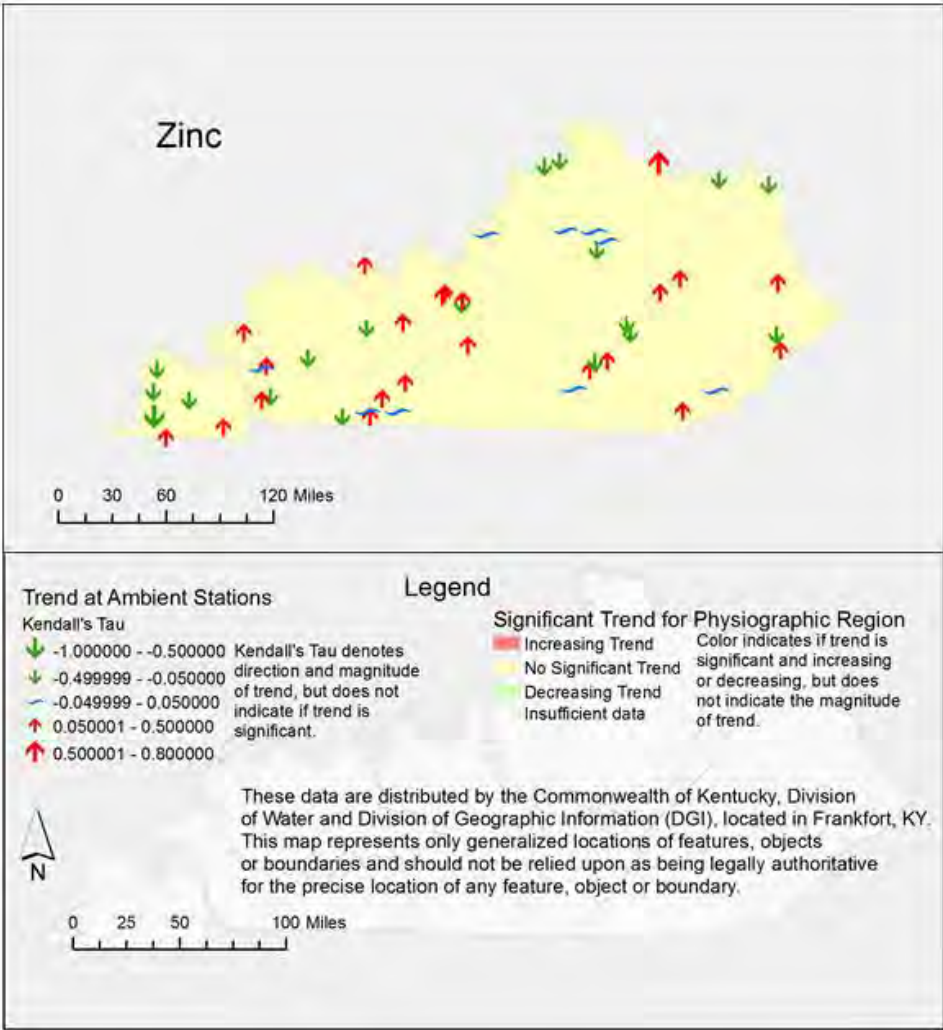 Zinc
0 30 60 120 Miles
Legend
Trend at Ambient Stations
Kendall's Tau
-1.000000 - -0.500000
-0.499999 - -0.050000
-0.049999 - 0.050000
0.050001 - 0.500000
0.500001 - 0.800000
Kendall's Tau denotes
direction and magnitude
of trend, but does not
indicate if trend is
significant.
Significant Trend for Physiographic Region
Increasing Trend
No Significant Trend
Decreasing Trend
Insufficient data
Color indicates if trend is
significant and increasing
or decreasing, but does
not indicate the magnitude
of trend.
These data are distributed by the Commonwealth of Kentucky, Division
of Water and Division of Geographic Information (DGI), located in Frankfort, KY.
This map represents only generalized locations of features, objects
or boundaries and should not be relied upon as being legally authoritative
for the precise location of any feature, object or boundary.
N
0 25 50 100 Miles